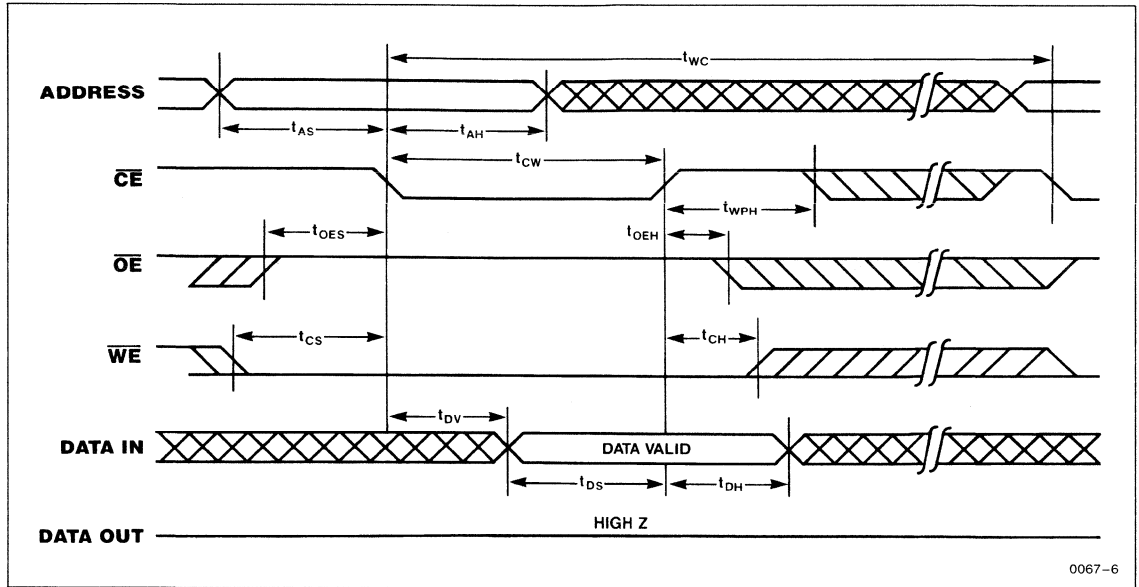 tWC
ADDRESS
tAS
tAH
tCW
CE
tWPH
tOES
tOEH
OE
tCS
tCH
WE
tDV
DATA IN
DATA VALID
tDS
tDH
HIGH Z
DATA OUT
0067–6